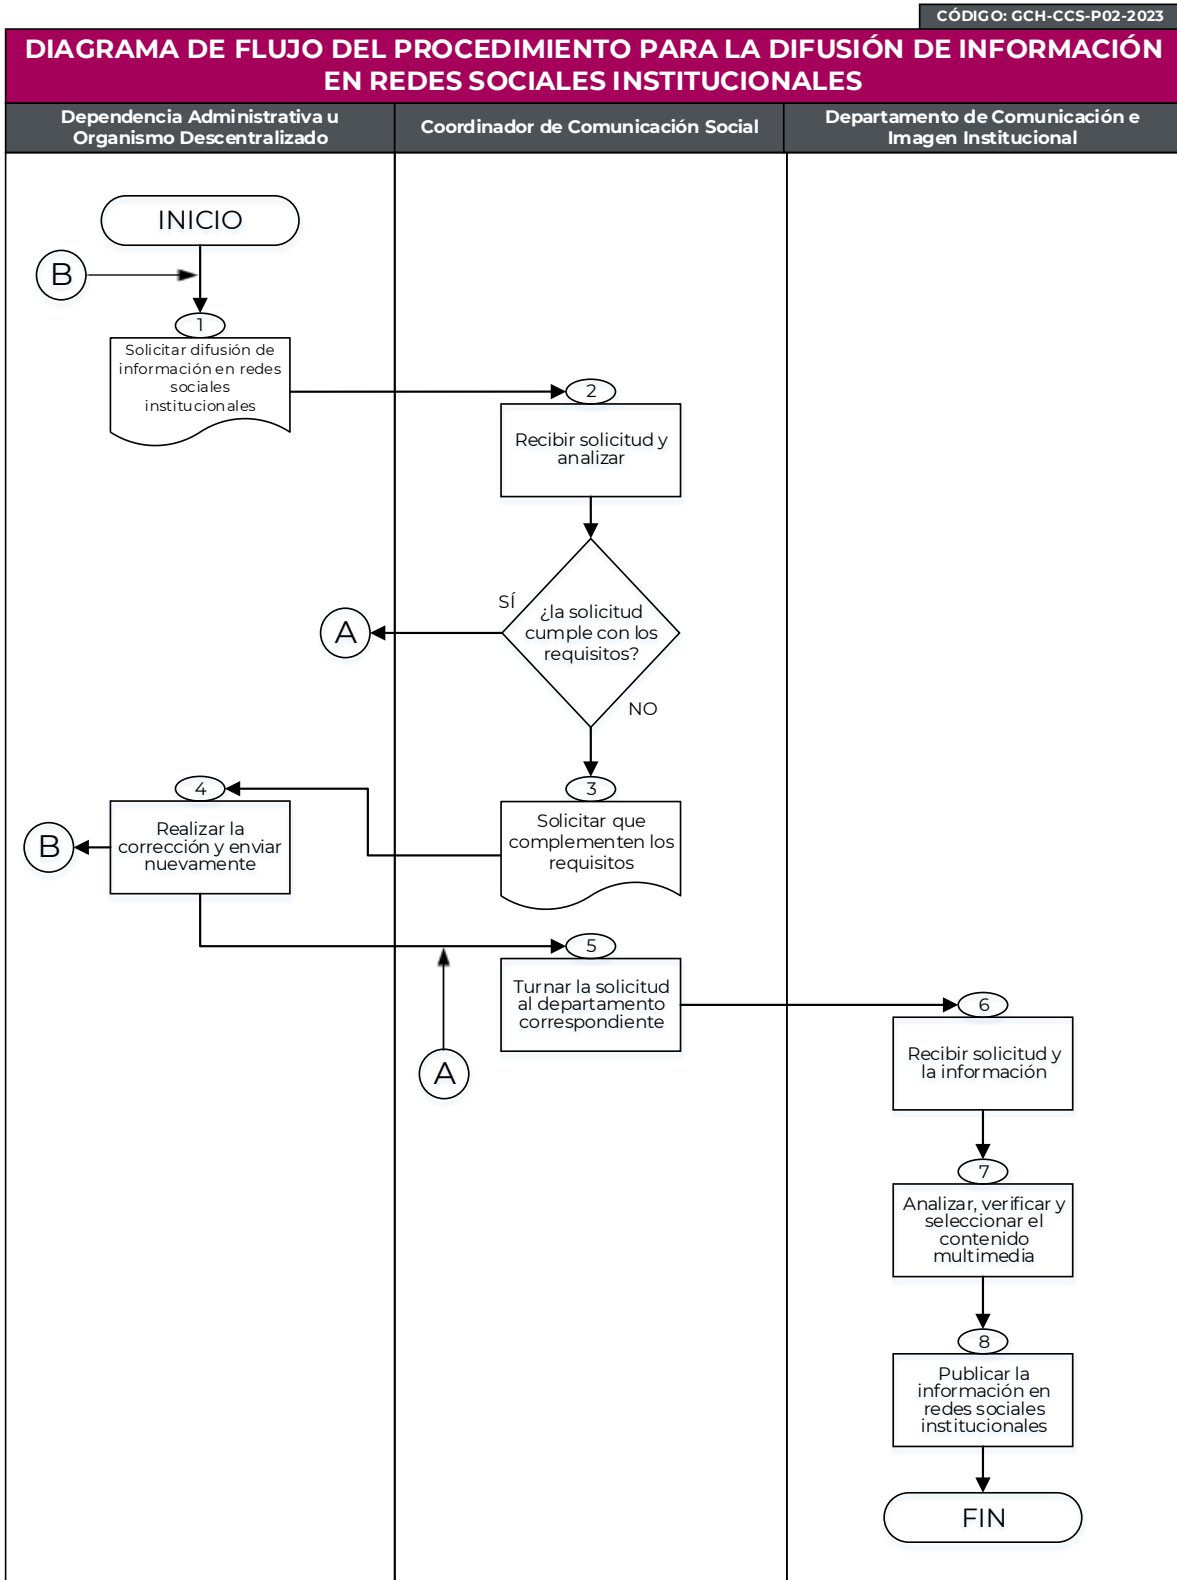 CÓDIGO: GCH-CCS-P02-2023
DIAGRAMA DE FLUJO DEL PROCEDIMIENTO PARA LA DIFUSIÓN DE INFORMACIÓN
EN REDES SOCIALES INSTITUCIONALES
Dependencia Administrativa u
Organismo Descentralizado
Coordinador de Comunicación Social
Departamento de Comunicación e
Imagen Institucional
INICIO
B
1
Solicitar difusión de
información en redes
sociales
institucionales
2
Recibir solicitud y
analizar
SÍ
¿la solicitud
cumple con los
requisitos?
A
NO
3
Solicitar que
complementen los
requisitos
4
Realizar la
corrección y enviar
nuevamente
B
5
Turnar la solicitud
al departamento
correspondiente
A
6
Recibir solicitud y
la información
7
Analizar, verificar y
seleccionar el
contenido
multimedia
8
Publicar la
información en
redes sociales
institucionales
FIN